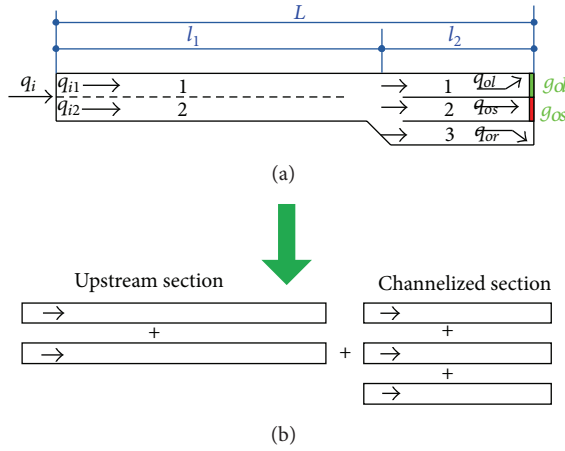 L
l₁ l₂
qᵢ qᵢ₁ 1 1 qₒₗ gₒₗ
qᵢ₂ 2 2 qₒₛ gₒₛ
3 qₒᵣ
(a)
Upstream section Channelized section
+ +
+
+
(b)